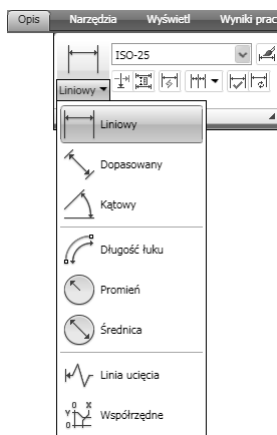 Opis Narzędzia Wyświetl Wyniki prac
ISO-25
Liniowy
Liniowy
Dopasowany
Kątowy
Długość łuku
Promień
Średnica
Linia ucięcia
Współrzędne